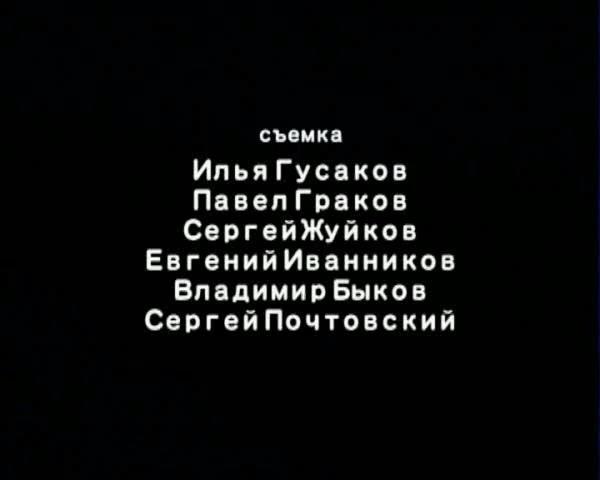 съемка
Илья Гусаков
Павел Граков
Сергей Жуйков
Евгений Иванников
Владимир Быков
Сергей Почтовский